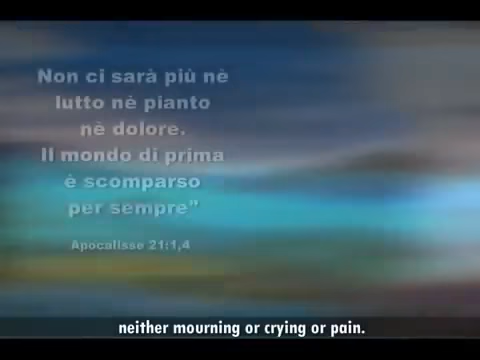 Non ci sarà più nè
lutto nè pianto
nè dolore.
Il mondo di prima
è scomparso
per sempre"
Apocalisse 21:1,4
neither mourning or crying or pain.